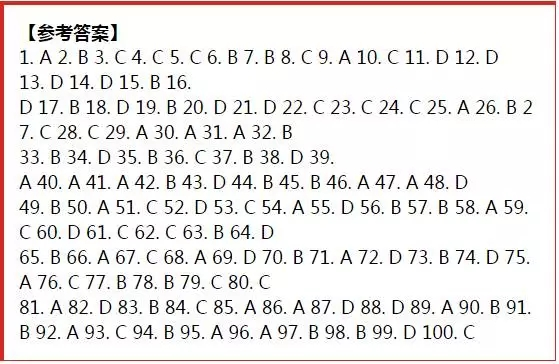 【参考答案】
1. A 2. B 3. C 4. C 5. C 6. B 7. B 8. C 9. A 10. C 11. D 12. D
13. D 14. D 15. B 16.
D 17. B 18. D 19. B 20. D 21. D 22. C 23. C 24. C 25. A 26. B 2
7. C 28. C 29. A 30. A 31. A 32. B
33. B 34. D 35. B 36. C 37. B 38. D 39.
A 40. A 41. A 42. B 43. D 44. B 45. B 46. A 47. A 48. D
49. B 50. A 51. C 52. D 53. C 54. A 55. D 56. B 57. B 58. A 59.
C 60. D 61. C 62. C 63. B 64. D
65. B 66. A 67. C 68. A 69. D 70. B 71. A 72. D 73. B 74. D 75.
A 76. C 77. B 78. B 79. C 80. C
81. A 82. D 83. B 84. C 85. A 86. A 87. D 88. D 89. A 90. B 91.
B 92. A 93. C 94. B 95. A 96. A 97. B 98. B 99. D 100. C